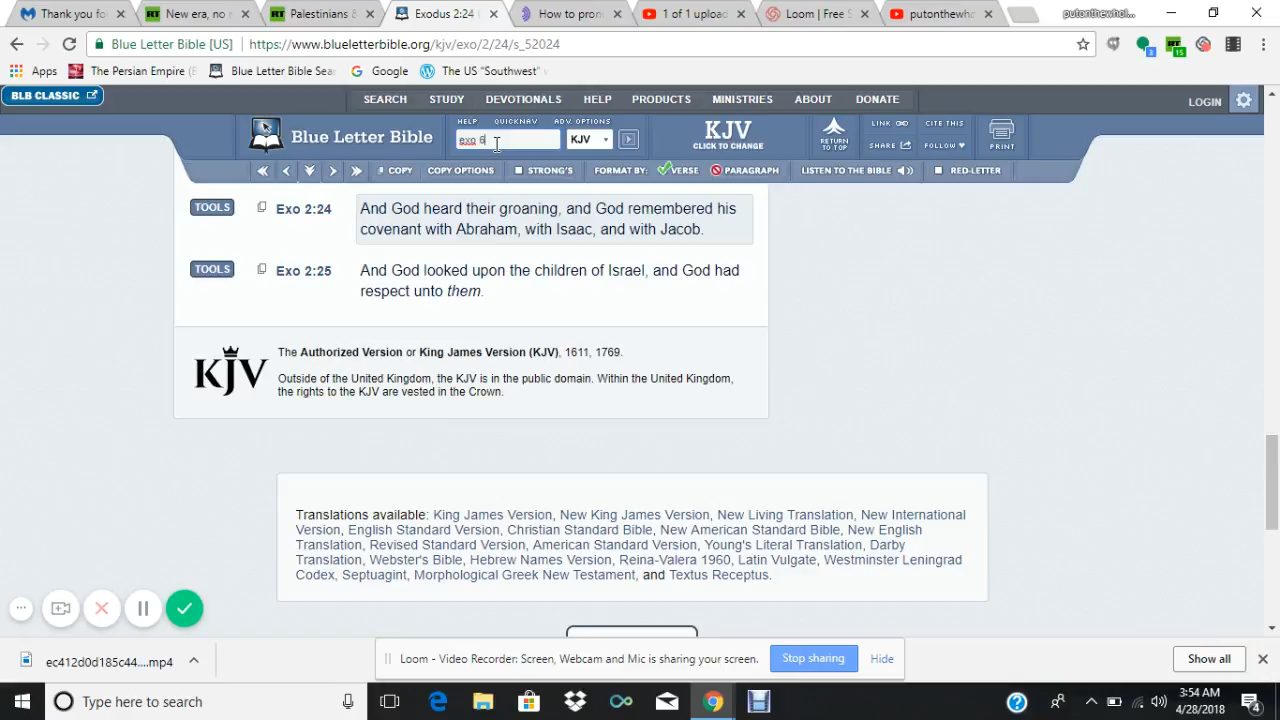 Thank you fo
New era, no
Palestinians &
Exodus 2:24
How to pron
1 of 1 upload
Loom | Free S
putonthewh
putonthewhol...
Blue Letter Bible [US] https://www.blueletterbible.org/kjv/exo/2/24/s_52024
3
15
Apps The Persian Empire (E Blue Letter Bible Sea Google The US “Southwest”
BLB CLASSIC
SEARCH STUDY DEVOTIONALS HELP PRODUCTS MINISTRIES ABOUT DONATE
LOGIN
HELP QUICKNAV ADV. OPTIONS
Blue Letter Bible
exo 6
KJV
KJV
CLICK TO CHANGE
RETURN
TO TOP
LINK CITE THIS
SHARE FOLLOW
PRINT
COPY COPY OPTIONS STRONG'S FORMAT BY: VERSE PARAGRAPH LISTEN TO THE BIBLE RED-LETTER
TOOLS Exo 2:24 And God heard their groaning, and God remembered his
covenant with Abraham, with Isaac, and with Jacob.
TOOLS Exo 2:25 And God looked upon the children of Israel, and God had
respect unto them.
KJV
The Authorized Version or King James Version (KJV), 1611, 1769.
Outside of the United Kingdom, the KJV is in the public domain. Within the United Kingdom,
the rights to the KJV are vested in the Crown.
Translations available: King James Version, New King James Version, New Living Translation, New International
Version, English Standard Version, Christian Standard Bible, New American Standard Bible, New English
Translation, Revised Standard Version, American Standard Version, Young's Literal Translation, Darby
Translation, Webster's Bible, Hebrew Names Version, Reina-Valera 1960, Latin Vulgate, Westminster Leningrad
Codex, Septuagint, Morphological Greek New Testament, and Textus Receptus.
ec412d0d185c44....mp4
Loom - Video Recorder: Screen, Webcam and Mic is sharing your screen. Stop sharing Hide
Show all
Type here to search
3:54 AM
4/28/2018
4